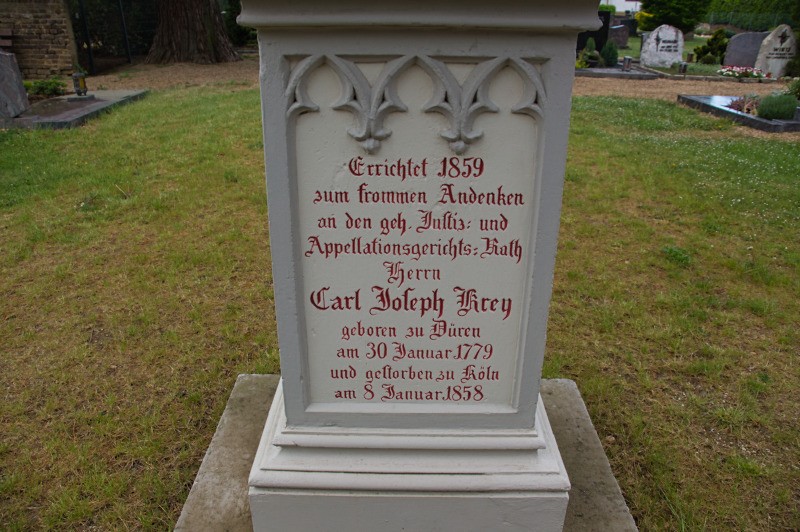 Errichtet 1859
zum frommen Andenken
an den geh. Justiz= und
Appellationsgerichts=Rath
Herrn
Carl Joseph Krey
geboren zu Düren
am 30 Januar 1779
und gestorben zu Köln
am 8 Januar 1858